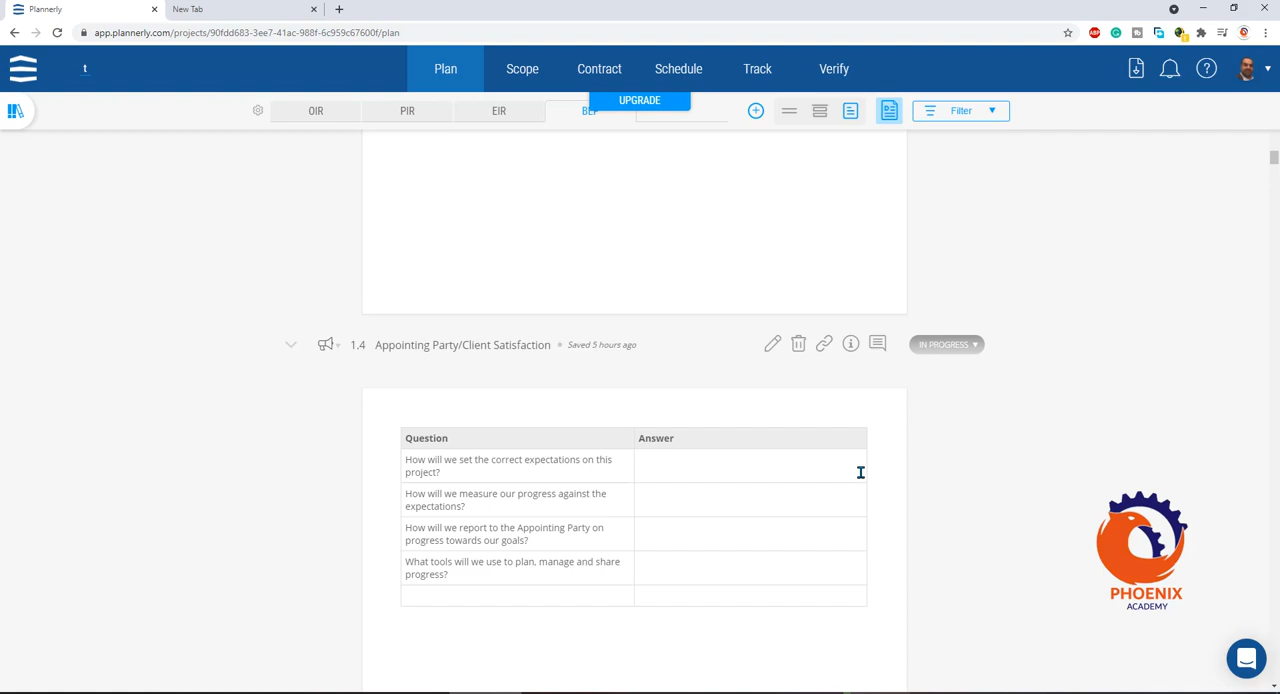 Plannerly
New Tab
app.plannerly.com/projects/90fdd683-3ee7-41ac-988f-6c959c67600f/plan
t
Plan
Scope
Contract
Schedule
Track
Verify
UPGRADE
OIR
PIR
EIR
Filter
1.4 Appointing Party/Client Satisfaction
Saved 5 hours ago
IN PROGRESS
Question
Answer
How will we set the correct expectations on this
project?
How will we measure our progress against the
expectations?
How will we report to the Appointing Party on
progress towards our goals?
What tools will we use to plan, manage and share
progress?
PHOENIX
ACADEMY